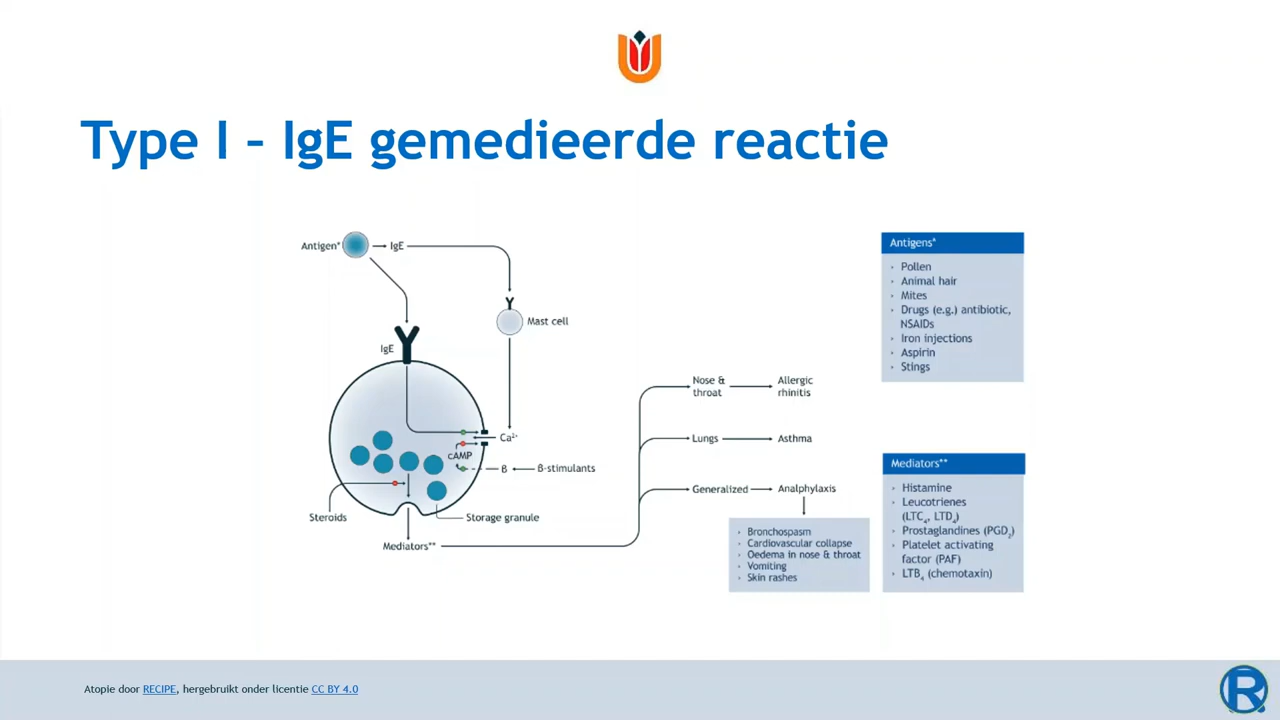 Type I – IgE gemedieerde reactie
Antigen*
IgE
Mast cell
IgE
Ca²⁺
cAMP
B
B-stimulants
Steroids
Storage granule
Mediators**
Nose &
throat
Allergic
rhinitis
Lungs
Asthma
Generalized
Analphylaxis
› Bronchospasm
› Cardiovascular collapse
› Oedema in nose & throat
› Vomiting
› Skin rashes
Antigens*
› Pollen
› Animal hair
› Mites
› Drugs (e.g.) antibiotic,
NSAIDs
› Iron injections
› Aspirin
› Stings
Mediators**
› Histamine
› Leucotrienes
(LTC₄, LTD₄)
› Prostaglandines (PGD₂)
› Platelet activating
factor (PAF)
› LTB₄ (chemotaxin)
Atopie door RECIPE, hergebruikt onder licentie CC BY 4.0
R